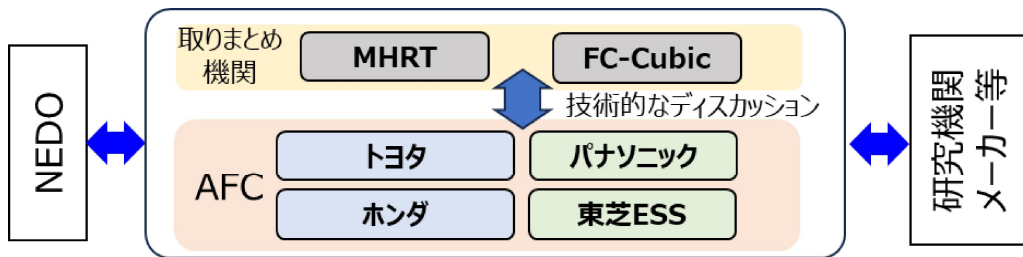 NEDO
取りまとめ
機関
MHRT
FC-Cubic
技術的なディスカッション
AFC
トヨタ
パナソニック
ホンダ
東芝ESS
研究機関
メーカー等